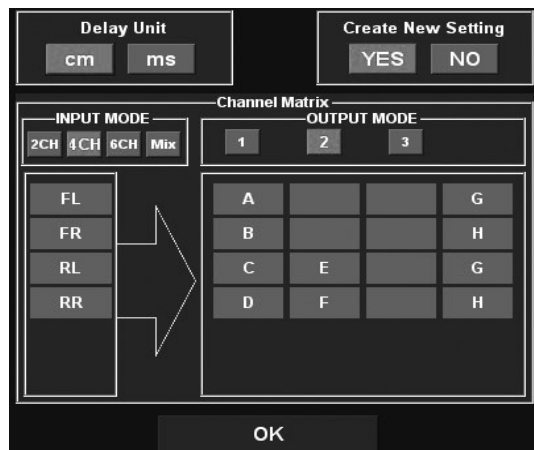 Delay Unit
Create New Setting
cm ms
YES NO
Channel Matrix
INPUT MODE
OUTPUT MODE
2CH 4CH 6CH Mix
1 2 3
FL A G
FR B H
RL C E G
RR D F H
OK